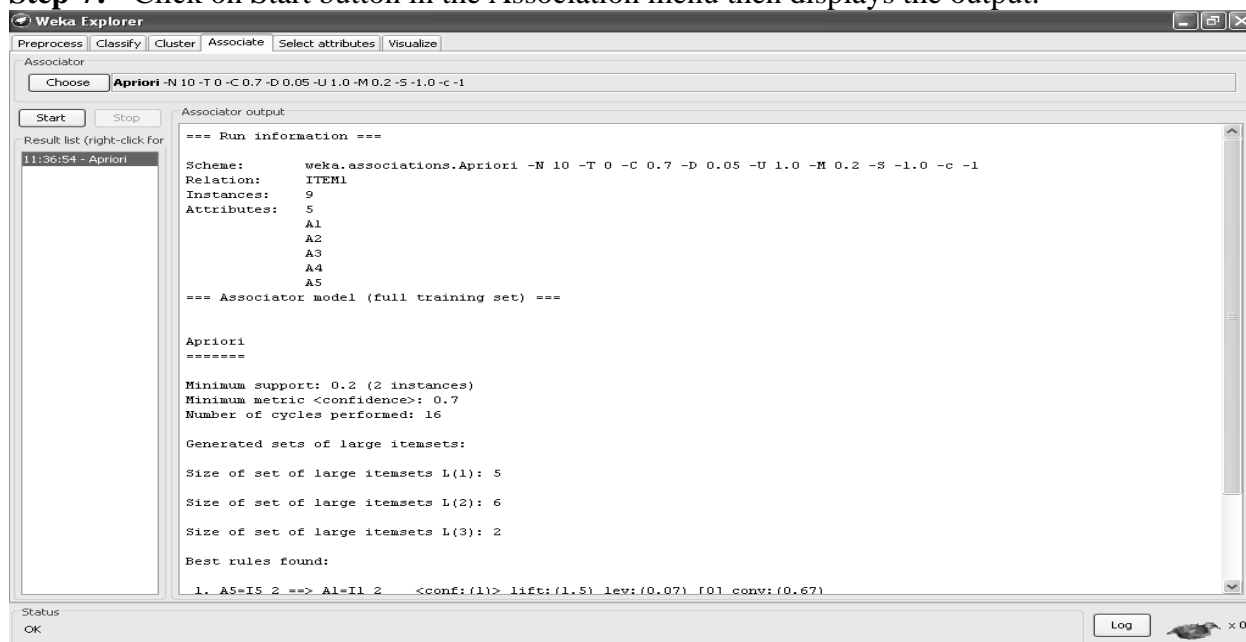 Step 7: Click on Start button in the Association menu then displays the output.
Weka Explorer
Preprocess Classify Cluster Associate Select attributes Visualize
Associator
Choose Apriori -N 10 -T 0 -C 0.7 -D 0.05 -U 1.0 -M 0.2 -S -1.0 -c -1
Start Stop
Result list (right-click for
11:36:54 - Apriori
Associator output
=== Run information ===
Scheme: weka.associations.Apriori -N 10 -T 0 -C 0.7 -D 0.05 -U 1.0 -M 0.2 -S -1.0 -c -1
Relation: ITEM1
Instances: 9
Attributes: 5
A1
A2
A3
A4
A5
=== Associator model (full training set) ===
Apriori
=======
Minimum support: 0.2 (2 instances)
Minimum metric <confidence>: 0.7
Number of cycles performed: 16
Generated sets of large itemsets:
Size of set of large itemsets L(1): 5
Size of set of large itemsets L(2): 6
Size of set of large itemsets L(3): 2
Best rules found:
1. A5=I5 2 ==> A1=I1 2 <conf:(1)> lift:(1.5) lev:(0.07) [0] conv:(0.67)
Status
OK
Log
x 0